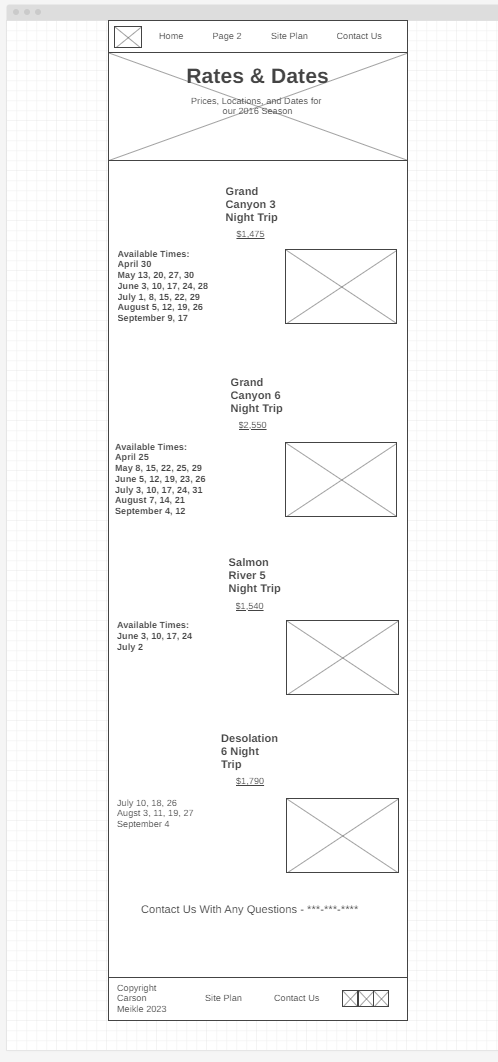 Home Page 2 Site Plan Contact Us
Rates & Dates
Prices, Locations, and Dates for
our 2016 Season
Grand
Canyon 3
Night Trip
$1,475
Available Times:
April 30
May 13, 20, 27, 30
June 3, 10, 17, 24, 28
July 1, 8, 15, 22, 29
August 5, 12, 19, 26
September 9, 17
Grand
Canyon 6
Night Trip
$2,550
Available Times:
April 25
May 8, 15, 22, 25, 29
June 5, 12, 19, 23, 26
July 3, 10, 17, 24, 31
August 7, 14, 21
September 4, 12
Salmon
River 5
Night Trip
$1,540
Available Times:
June 3, 10, 17, 24
July 2
Desolation
6 Night
Trip
$1,790
July 10, 18, 26
Augst 3, 11, 19, 27
September 4
Contact Us With Any Questions - ***-***-****
Copyright
Carson
Meikle 2023
Site Plan
Contact Us